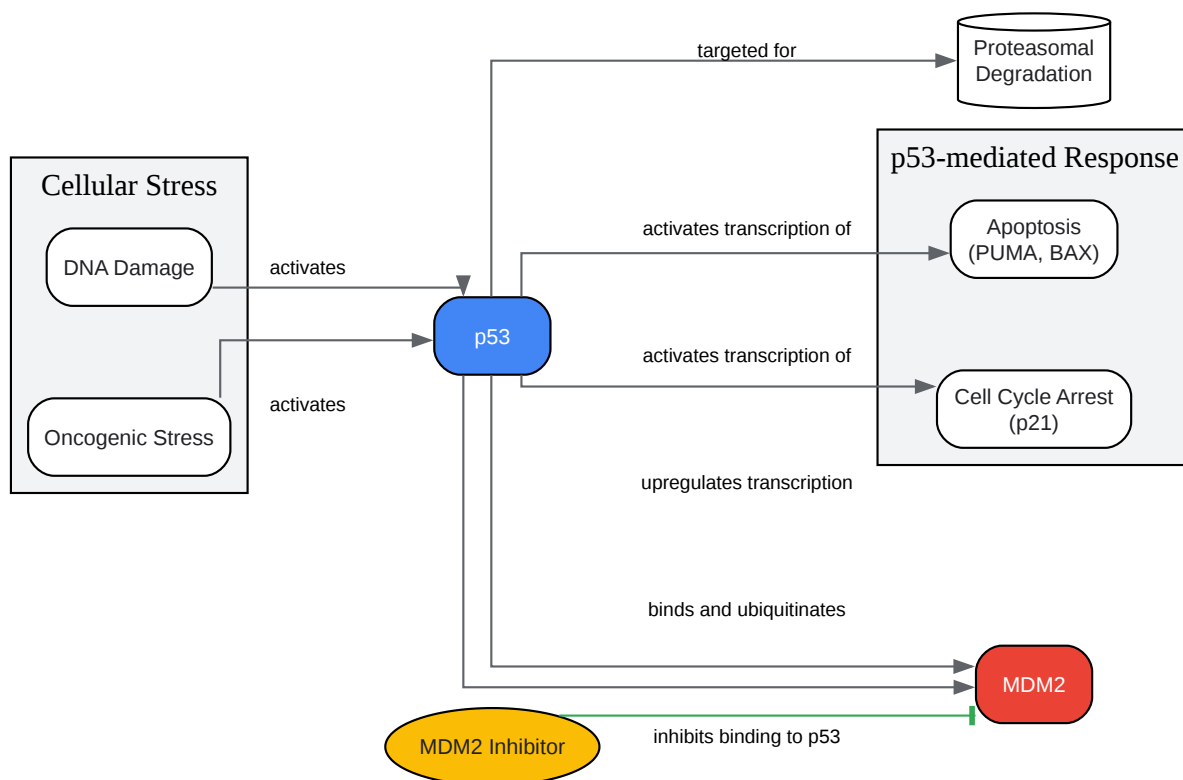 targeted for
Proteasomal
Degradation
Cellular Stress
DNA Damage
Oncogenic Stress
activates
activates
p53
p53-mediated Response
activates transcription of
Apoptosis
(PUMA, BAX)
activates transcription of
Cell Cycle Arrest
(p21)
upregulates transcription
binds and ubiquitinates
MDM2
MDM2 Inhibitor
inhibits binding to p53